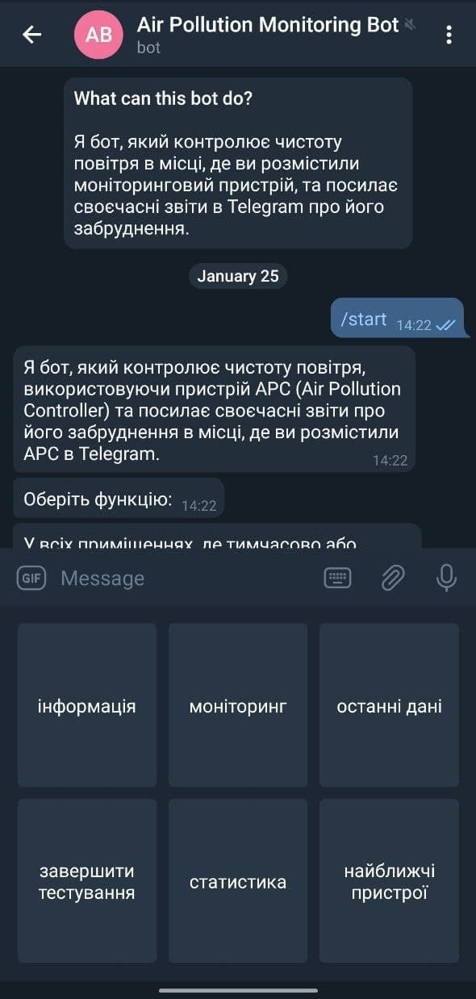 AB
Air Pollution Monitoring Bot
bot
What can this bot do?
Я бот, який контролює чистоту
повітря в місці, де ви розмістили
моніторинговий пристрій, та посилає
своєчасні звіти в Telegram про його
забруднення.
January 25
/start 14:22
Я бот, який контролює чистоту повітря,
використовуючи пристрій APC (Air Pollution
Controller) та посилає своєчасні звіти про
його забруднення в місці, де ви розмістили
APC в Telegram.
14:22
Оберіть функцію: 14:22
У всіх приміщеннях, де тимчасово або
GIF Message
інформація
моніторинг
останні дані
завершити
тестування
статистика
найближчі
пристрої